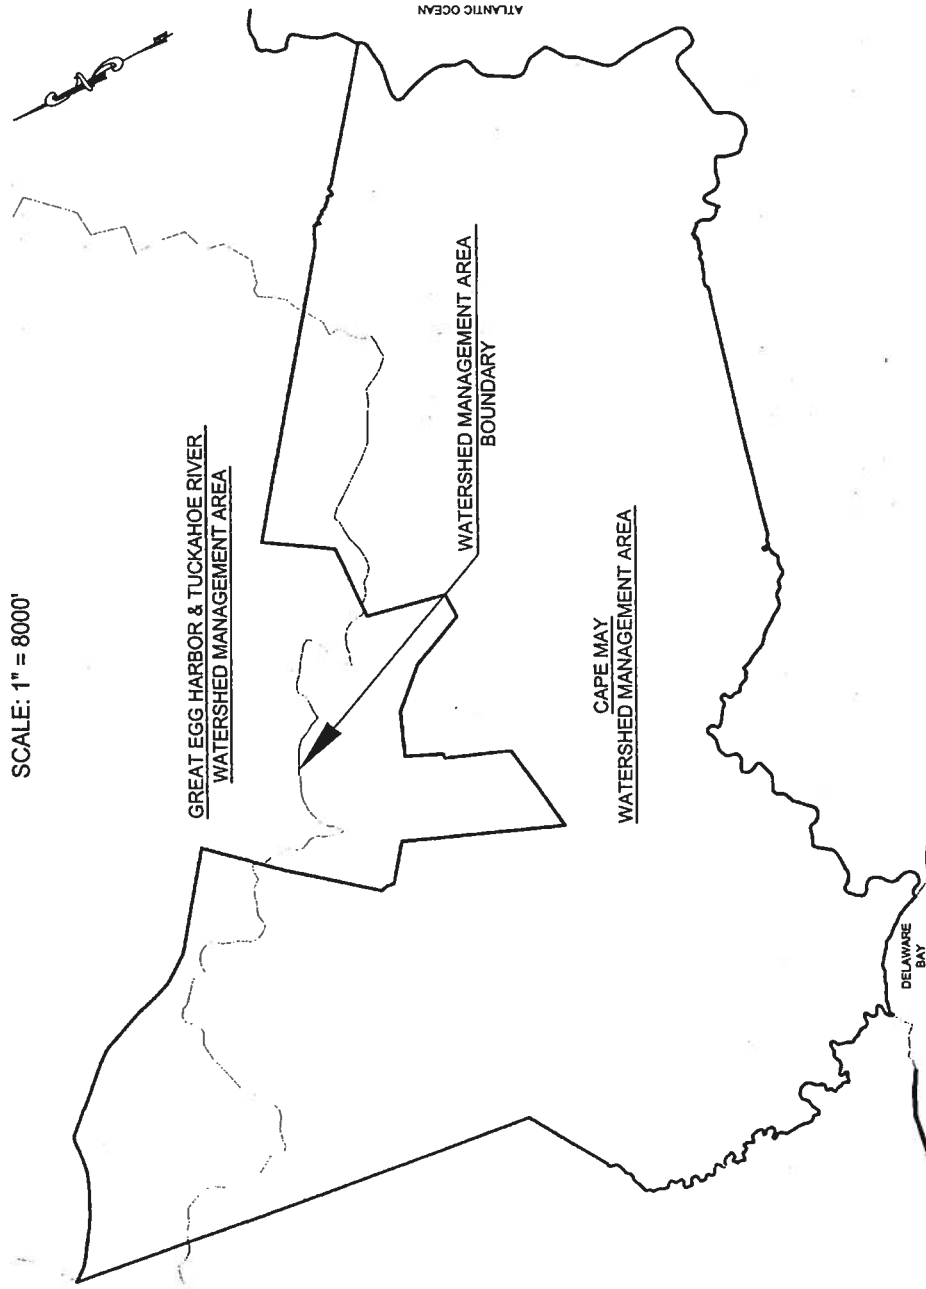 SCALE: 1" = 8000'
GREAT EGG HARBOR & TUCKAHOE RIVER
WATERSHED MANAGEMENT AREA
WATERSHED MANAGEMENT AREA
BOUNDARY
CAPE MAY
WATERSHED MANAGEMENT AREA
ATLANTIC OCEAN
DELAWARE
BAY